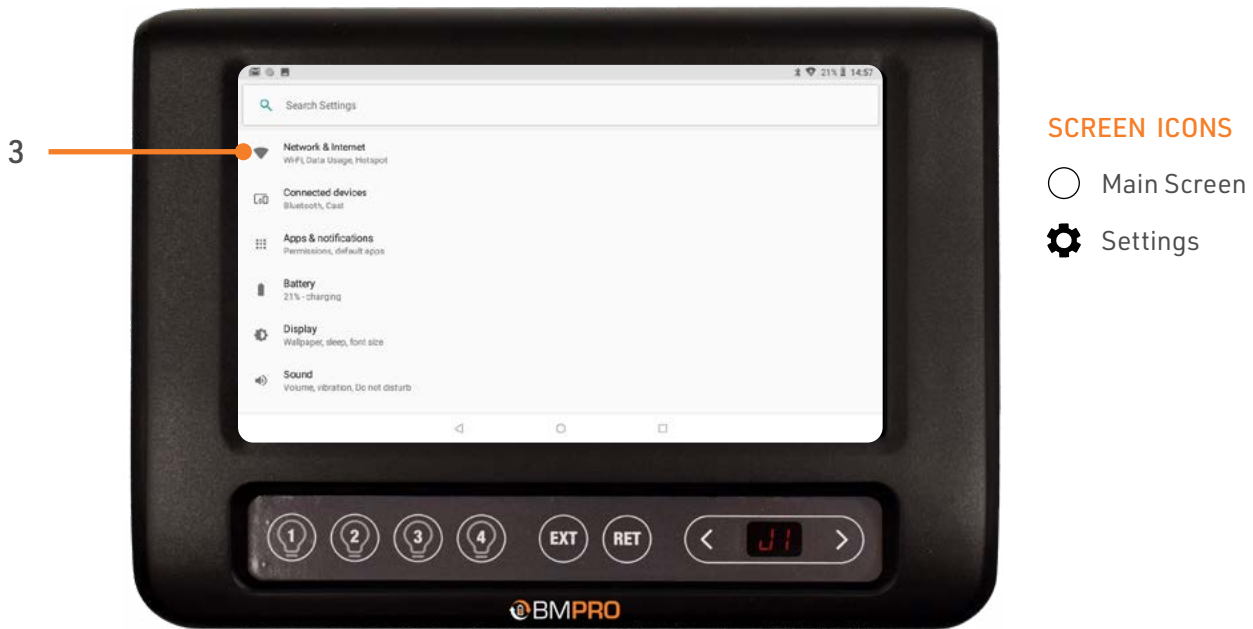 21% 14:57
Search Settings
3
Network & Internet
Wi-Fi, Data Usage, Hotspot
Connected devices
Bluetooth, Cast
Apps & notifications
Permissions, default apps
Battery
21% - charging
Display
Wallpaper, sleep, font size
Sound
Volume, vibration, Do not disturb
SCREEN ICONS
Main Screen
Settings
1 2 3 4 EXT RET < J1 >
BMPRO